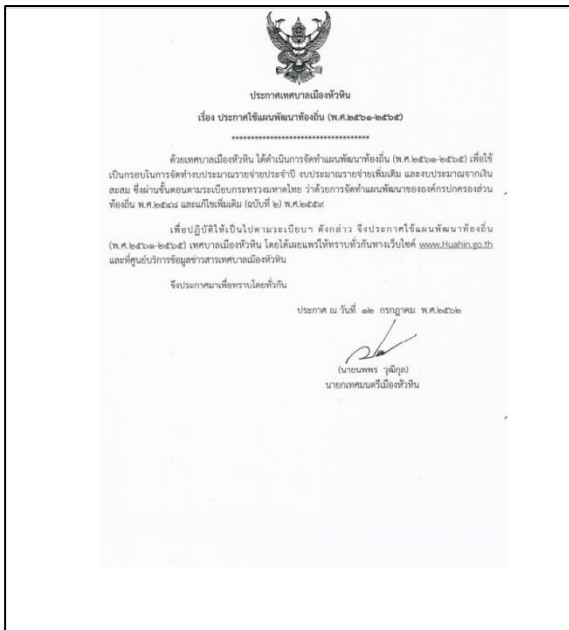 ประกาศเทศบาลเมืองหัวหิน
เรื่อง ประกาศใช้แผนพัฒนาท้องถิ่น (พ.ศ.๒๕๖๑-๒๕๖๕)
************************************
ด้วยเทศบาลเมืองหัวหิน ได้ดำเนินการจัดทำแผนพัฒนาท้องถิ่น (พ.ศ.๒๕๖๑-๒๕๖๕) เพื่อใช้
เป็นกรอบในการจัดทำงบประมาณรายจ่ายประจำปี งบประมาณรายจ่ายเพิ่มเติม และงบประมาณจากเงิน
สะสม ซึ่งผ่านขั้นตอนตามระเบียบกระทรวงมหาดไทย ว่าด้วยการจัดทำแผนพัฒนาขององค์กรปกครองส่วน
ท้องถิ่น พ.ศ.๒๕๔๘ และแก้ไขเพิ่มเติม (ฉบับที่ ๒) พ.ศ.๒๕๕๙
เพื่อปฏิบัติให้เป็นไปตามระเบียบฯ ดังกล่าว จึงประกาศใช้แผนพัฒนาท้องถิ่น
(พ.ศ.๒๕๖๑-๒๕๖๕) เทศบาลเมืองหัวหิน โดยได้เผยแพร่ให้ทราบทั่วกันทางเว็บไซต์ www.Huahin.go.th
และที่ศูนย์บริการข้อมูลข่าวสารเทศบาลเมืองหัวหิน
จึงประกาศมาเพื่อทราบโดยทั่วกัน
ประกาศ ณ วันที่ ๑๒ กรกฎาคม พ.ศ.๒๕๖๒
(นายนพพร วุฒิกุล)
นายกเทศมนตรีเมืองหัวหิน